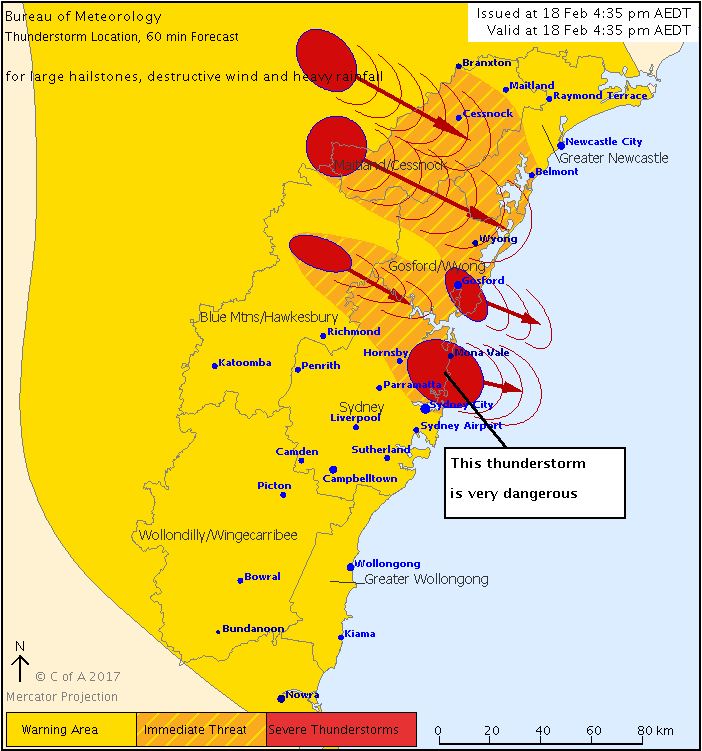 Bureau of Meteorology
Thunderstorm Location, 60 min Forecast
for large hailstones, destructive wind and heavy rainfall
Issued at 18 Feb 4:35 pm AEDT
Valid at 18 Feb 4:35 pm AEDT
Branxton
Maitland
Raymond Terrace
Cessnock
Newcastle City
Greater Newcastle
Maitland/Cessnock
Belmont
Wyong
Gosford/Wyong
Gosford
Blue Mtns/Hawkesbury
Richmond
Hornsby
Mona Vale
Katoomba
Penrith
Parramatta
Sydney
Sydney City
Liverpool
Sydney Airport
Camden
Sutherland
Campbelltown
Picton
This thunderstorm
is very dangerous
Wollondilly/Wingecarribee
Wollongong
Greater Wollongong
Bowral
Bundanoon
Kiama
N
© C of A 2017
Mercator Projection
Nowra
Warning Area
Immediate Threat
Severe Thunderstorms
0 20 40 60 80 km